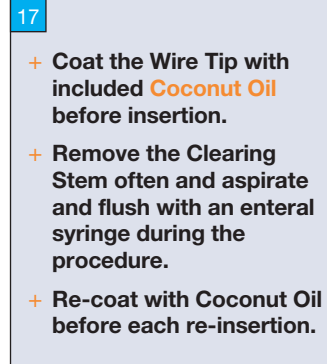 17
+ Coat the Wire Tip with
included Coconut Oil
before insertion.
+ Remove the Clearing
Stem often and aspirate
and flush with an enteral
syringe during the
procedure.
+ Re-coat with Coconut Oil
before each re-insertion.